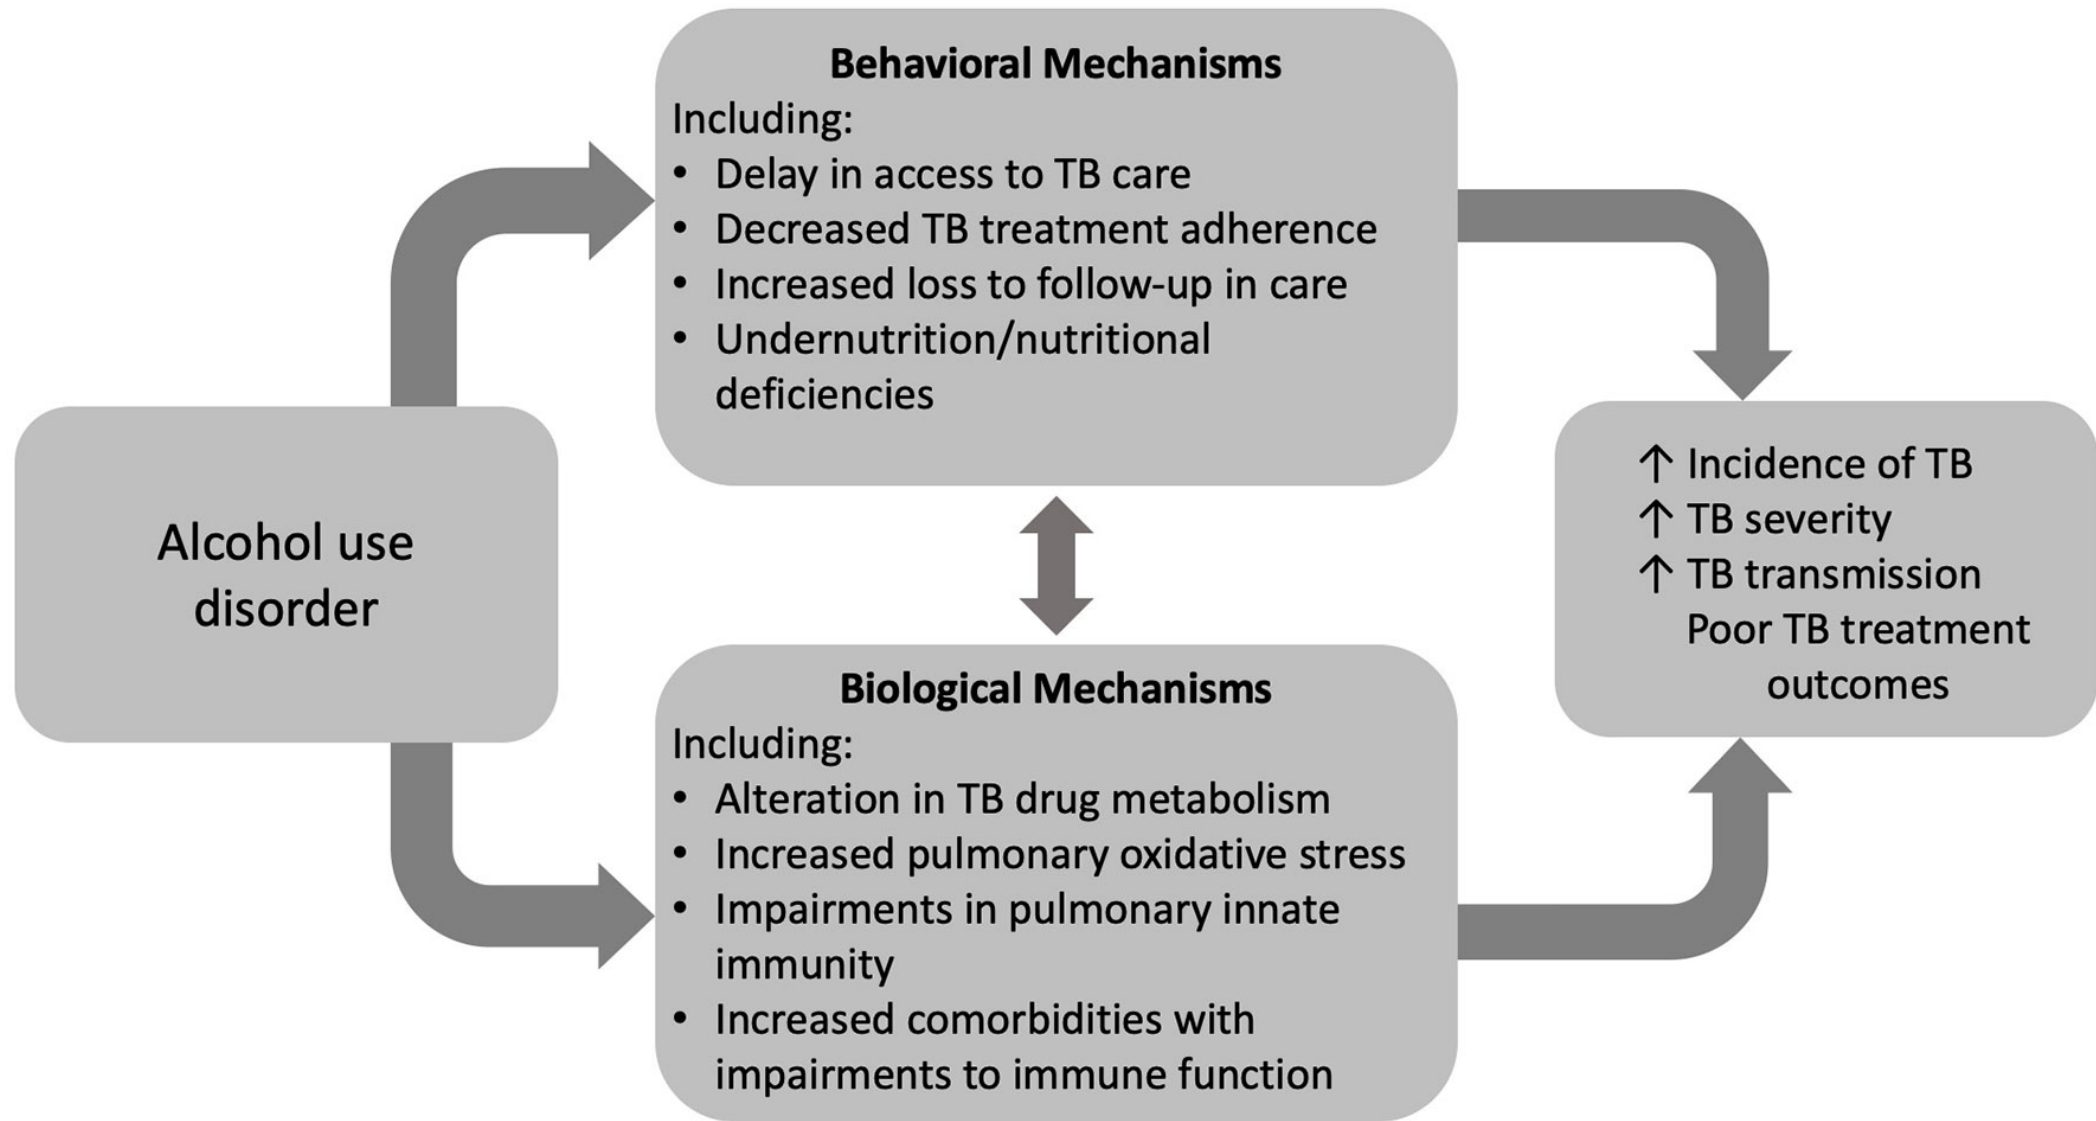 Behavioral Mechanisms
Including:
• Delay in access to TB care
• Decreased TB treatment adherence
• Increased loss to follow-up in care
• Undernutrition/nutritional
deficiencies
Alcohol use
disorder
↑ Incidence of TB
↑ TB severity
↑ TB transmission
Poor TB treatment
outcomes
Biological Mechanisms
Including:
• Alteration in TB drug metabolism
• Increased pulmonary oxidative stress
• Impairments in pulmonary innate
immunity
• Increased comorbidities with
impairments to immune function